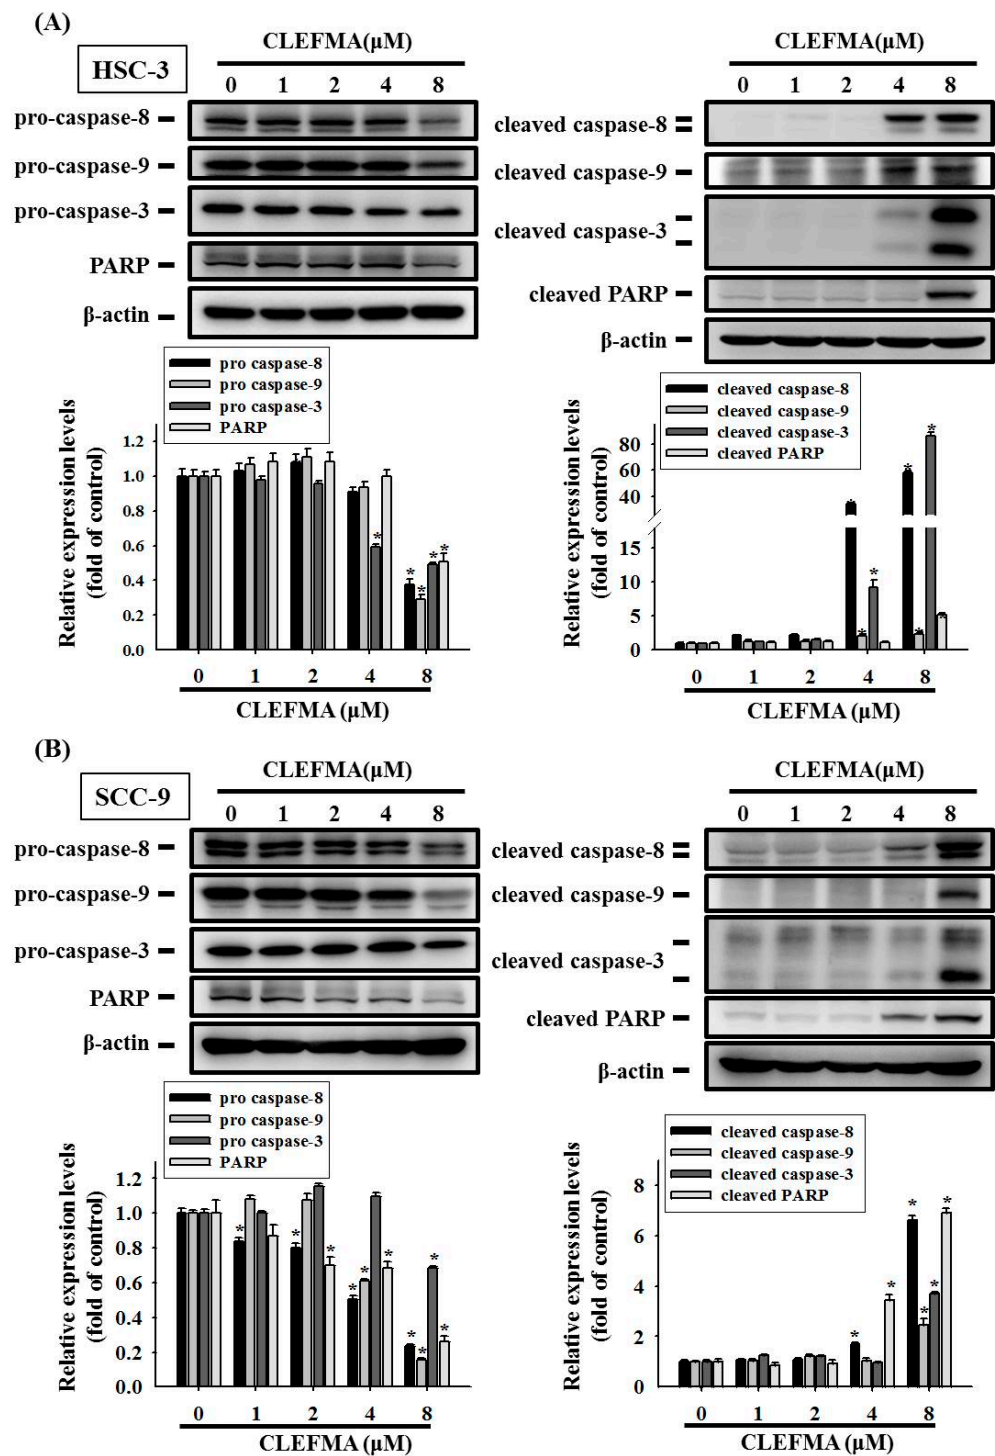 (A)
HSC-3
CLEFMA(μM)
0 1 2 4 8
pro-caspase-8
pro-caspase-9
pro-caspase-3
PARP
β-actin
CLEFMA(μM)
0 1 2 4 8
cleaved caspase-8
cleaved caspase-9
cleaved caspase-3
cleaved PARP
β-actin
pro caspase-8
pro caspase-9
pro caspase-3
PARP
Relative expression levels
(fold of control)
1.2
1.0
0.8
0.6
0.4
0.2
0.0
* * * * *
0 1 2 4 8
CLEFMA (μM)
cleaved caspase-8
cleaved caspase-9
cleaved caspase-3
cleaved PARP
Relative expression levels
(fold of control)
80
60
40
15
10
5
0
* * * * * * *
0 1 2 4 8
CLEFMA (μM)
(B)
SCC-9
CLEFMA(μM)
0 1 2 4 8
pro-caspase-8
pro-caspase-9
pro-caspase-3
PARP
β-actin
CLEFMA(μM)
0 1 2 4 8
cleaved caspase-8
cleaved caspase-9
cleaved caspase-3
cleaved PARP
β-actin
pro caspase-8
pro caspase-9
pro caspase-3
PARP
Relative expression levels
(fold of control)
1.2
1.0
0.8
0.6
0.4
0.2
0.0
* * * * * * * * * *
0 1 2 4 8
CLEFMA (μM)
cleaved caspase-8
cleaved caspase-9
cleaved caspase-3
cleaved PARP
Relative expression levels
(fold of control)
8
6
4
2
0
* * * * * *
0 1 2 4 8
CLEFMA (μM)